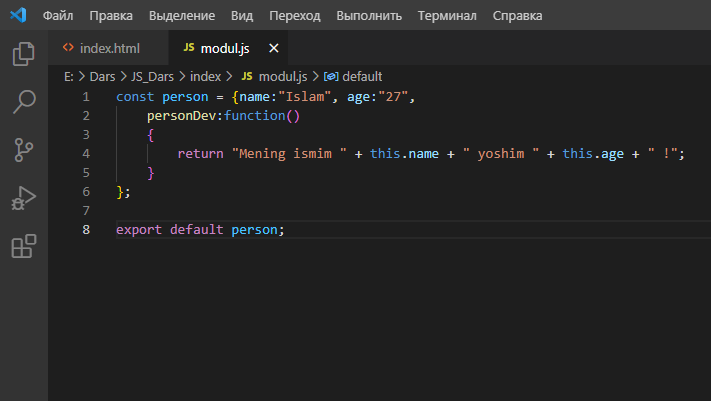 Файл Правка Выделение Вид Переход Выполнить Терминал Справка
index.html JS modul.js
E: > Dars > JS_Dars > index > JS modul.js > default
1 const person = {name:"Islam", age:"27",
2 personDev:function()
3 {
4 return "Mening ismim " + this.name + " yoshim " + this.age + " !";
5 }
6 };
7
8 export default person;